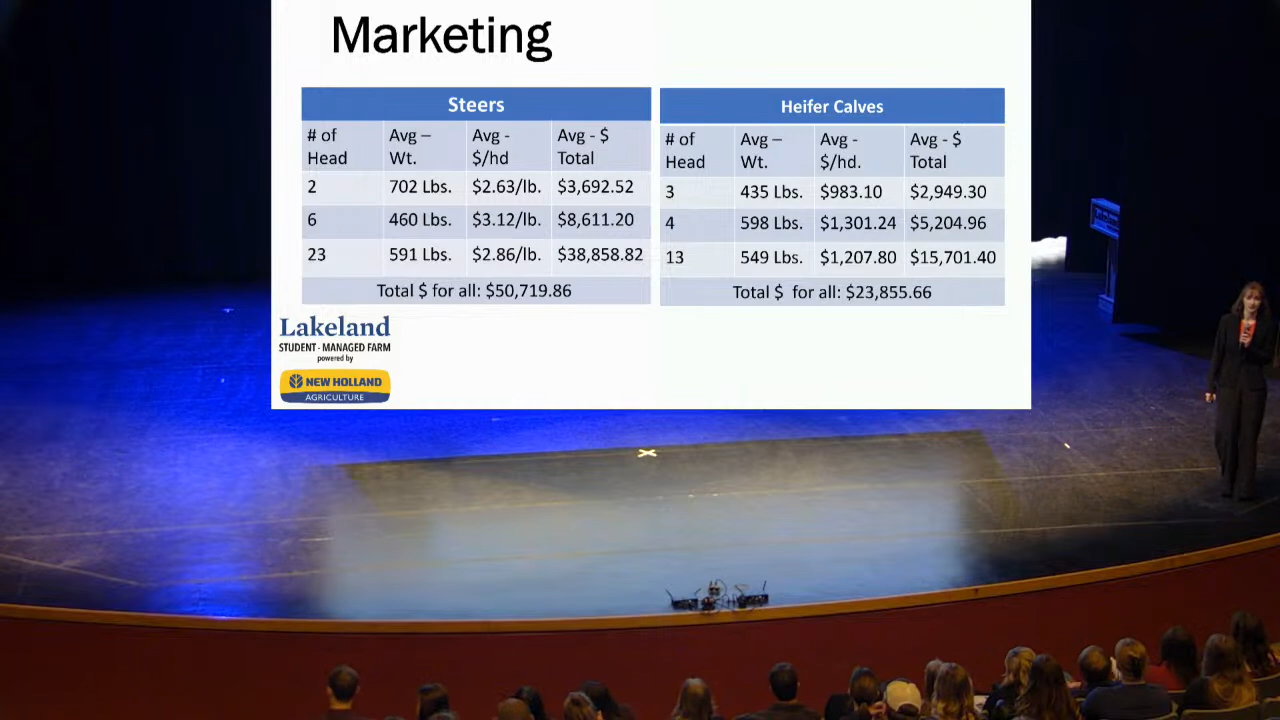 Marketing
Steers
# of Head Avg – Wt. Avg - $/hd Avg - $ Total
2 702 Lbs. $2.63/lb. $3,692.52
6 460 Lbs. $3.12/lb. $8,611.20
23 591 Lbs. $2.86/lb. $38,858.82
Total $ for all: $50,719.86
Heifer Calves
# of Head Avg – Wt. Avg - $/hd. Avg - $ Total
3 435 Lbs. $983.10 $2,949.30
4 598 Lbs. $1,301.24 $5,204.96
13 549 Lbs. $1,207.80 $15,701.40
Total $ for all: $23,855.66
Lakeland
STUDENT - MANAGED FARM
powered by
NEW HOLLAND
AGRICULTURE